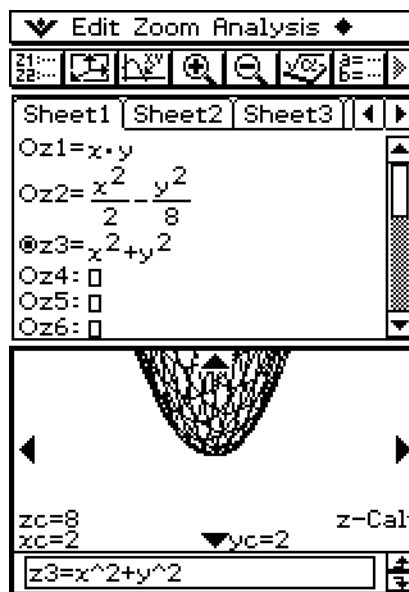 Edit Zoom Analysis ◆
Sheet1 Sheet2 Sheet3
z1=x·y
z2=x²/2-y²/8
z3=x²+y²
z4:▯
z5:▯
z6:▯
zc=8 z-Cal
xc=2 yc=2
z3=x^2+y^2